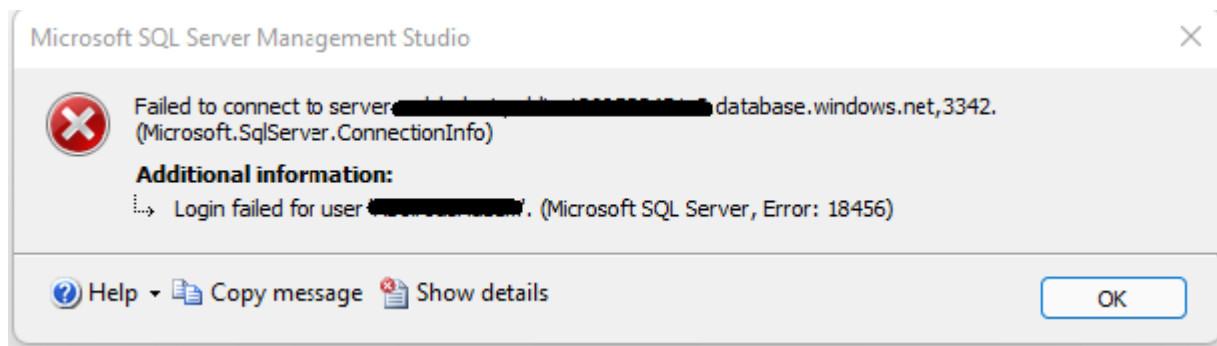 Microsoft SQL Server Management Studio
Failed to connect to server database.windows.net,3342.
(Microsoft.SqlServer.ConnectionInfo)
Additional information:
Login failed for user '. (Microsoft SQL Server, Error: 18456)
Help Copy message Show details
OK